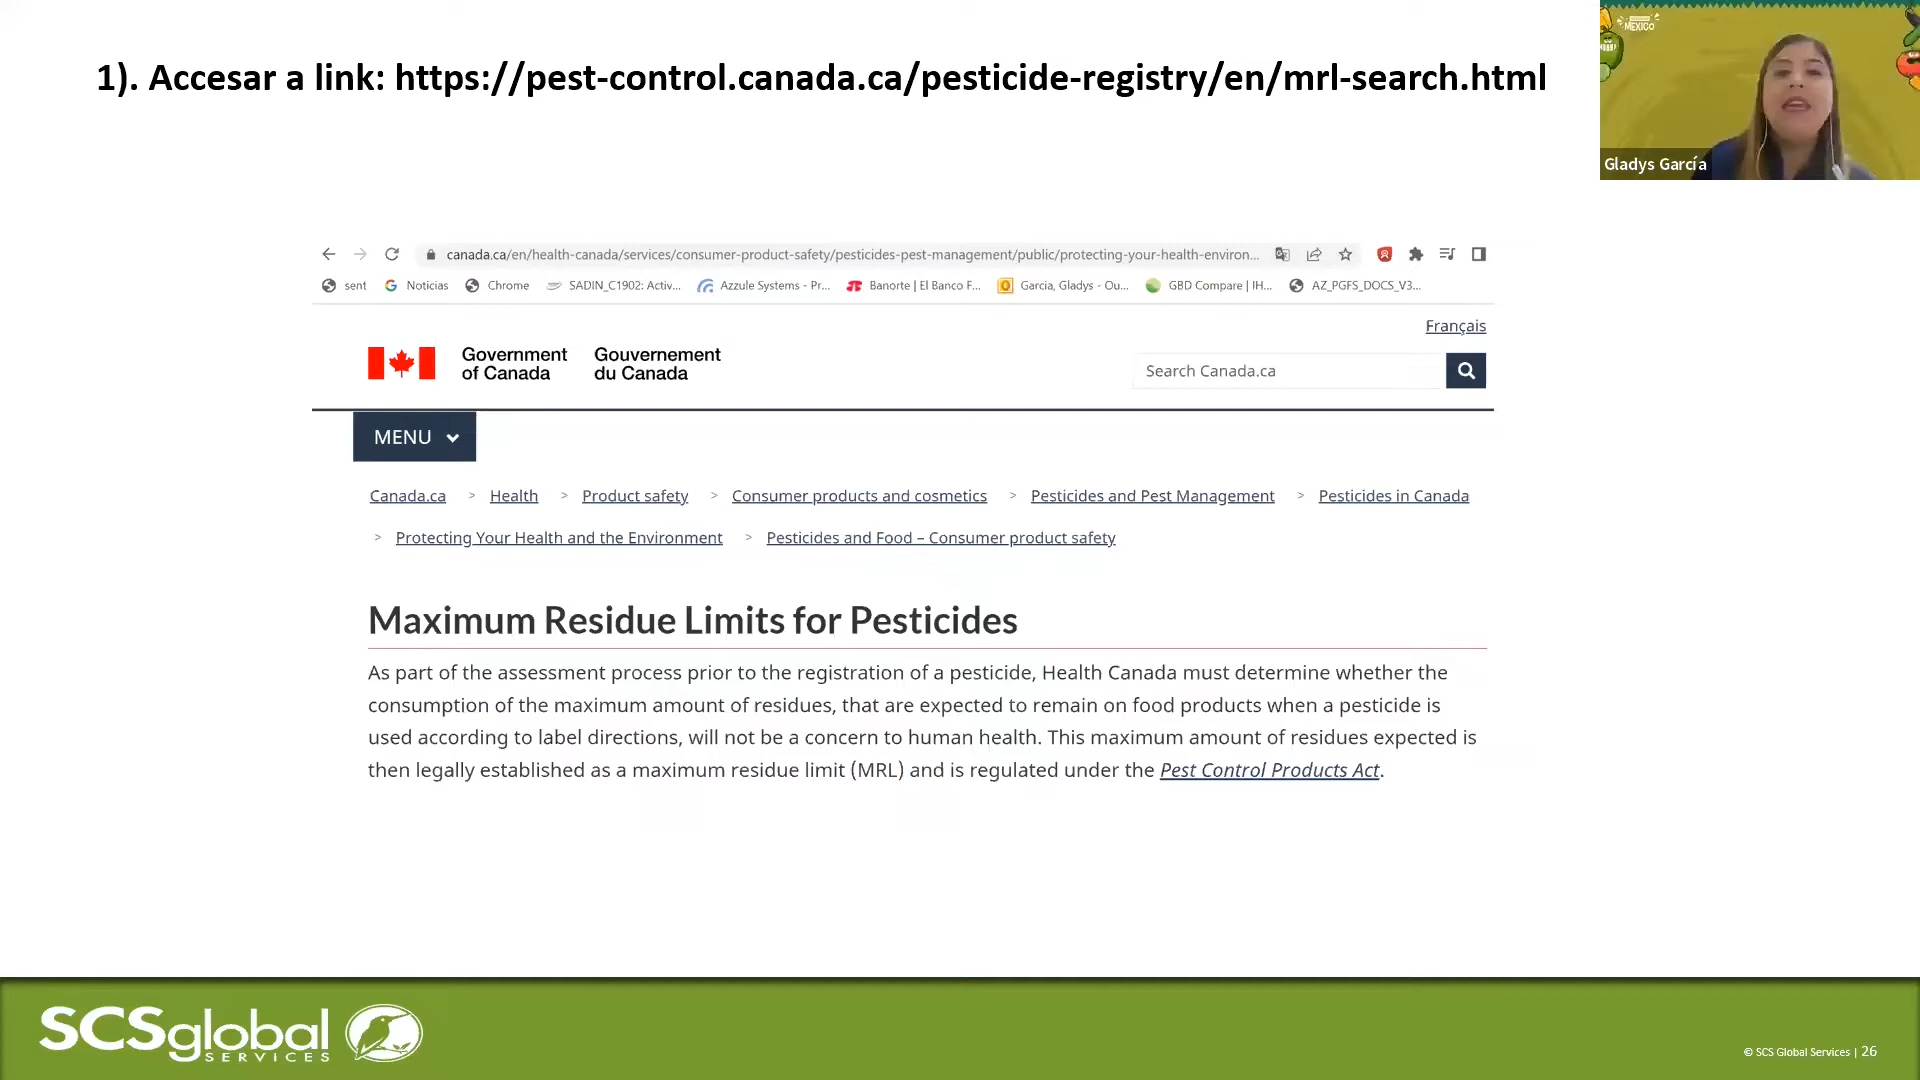 1). Accesar a link: https://pest-control.canada.ca/pesticide-registry/en/mrl-search.html
MEXICO
Gladys García
canada.ca/en/health-canada/services/consumer-product-safety/pesticides-pest-management/public/protecting-your-health-environ...
sent Noticias Chrome SADIN_C1902: Activ... Azzule Systems - Pr... Banorte | El Banco F... Garcia, Gladys - Ou... GBD Compare | IH... AZ_PGFS_DOCS_V3...
Français
Government of Canada
Gouvernement du Canada
Search Canada.ca
MENU
Canada.ca > Health > Product safety > Consumer products and cosmetics > Pesticides and Pest Management > Pesticides in Canada
> Protecting Your Health and the Environment > Pesticides and Food – Consumer product safety
Maximum Residue Limits for Pesticides
As part of the assessment process prior to the registration of a pesticide, Health Canada must determine whether the
consumption of the maximum amount of residues, that are expected to remain on food products when a pesticide is
used according to label directions, will not be a concern to human health. This maximum amount of residues expected is
then legally established as a maximum residue limit (MRL) and is regulated under the Pest Control Products Act.
SCSglobal
SERVICES
© SCS Global Services | 26